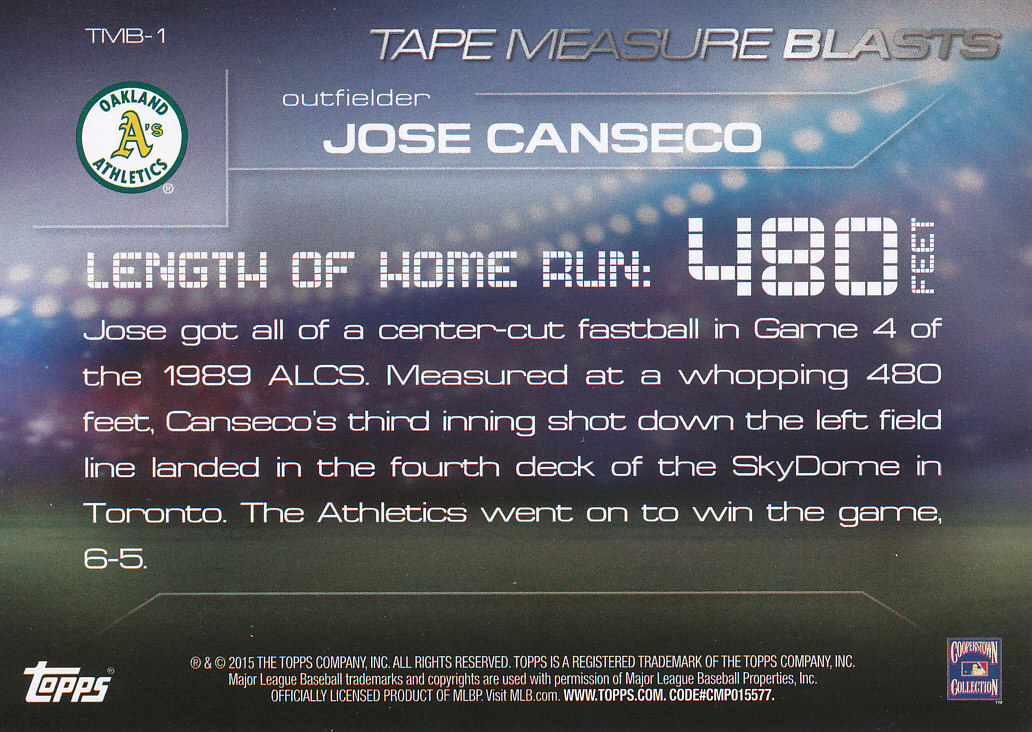 TMB-1
TAPE MEASURE BLASTS
OAKLAND
A's
ATHLETICS
®
outfielder
JOSE CANSECO
LENGTH OF HOME RUN: 480 FEET
Jose got all of a center-cut fastball in Game 4 of
the 1989 ALCS. Measured at a whopping 480
feet, Canseco's third inning shot down the left field
line landed in the fourth deck of the SkyDome in
Toronto. The Athletics went on to win the game,
6-5.
Topps®
® & © 2015 THE TOPPS COMPANY, INC. ALL RIGHTS RESERVED. TOPPS IS A REGISTERED TRADEMARK OF THE TOPPS COMPANY, INC.
Major League Baseball trademarks and copyrights are used with permission of Major League Baseball Properties, Inc.
OFFICIALLY LICENSED PRODUCT OF MLBP. Visit MLB.com. WWW.TOPPS.COM. CODE#CMP015577.
COOPERSTOWN
COLLECTION
TM